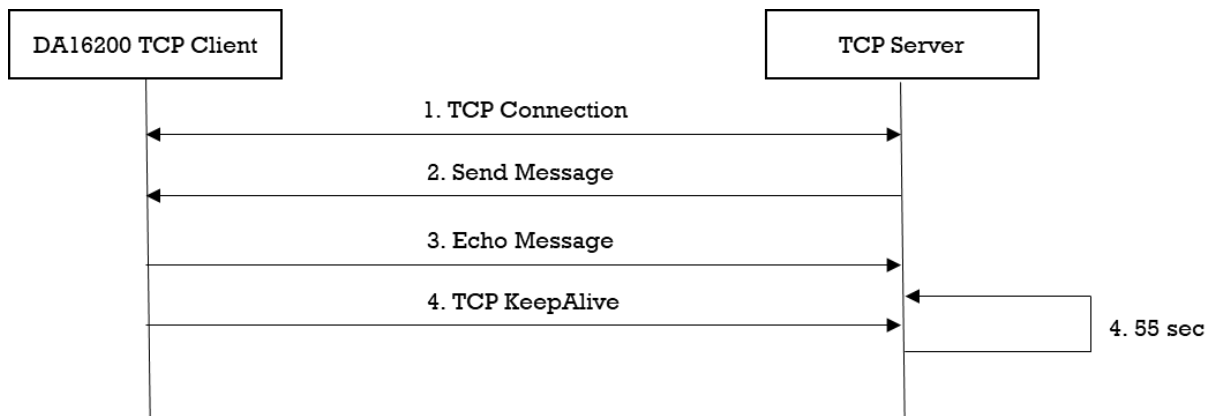 DA16200 TCP Client
TCP Server
1. TCP Connection
2. Send Message
3. Echo Message
4. TCP KeepAlive
4. 55 sec